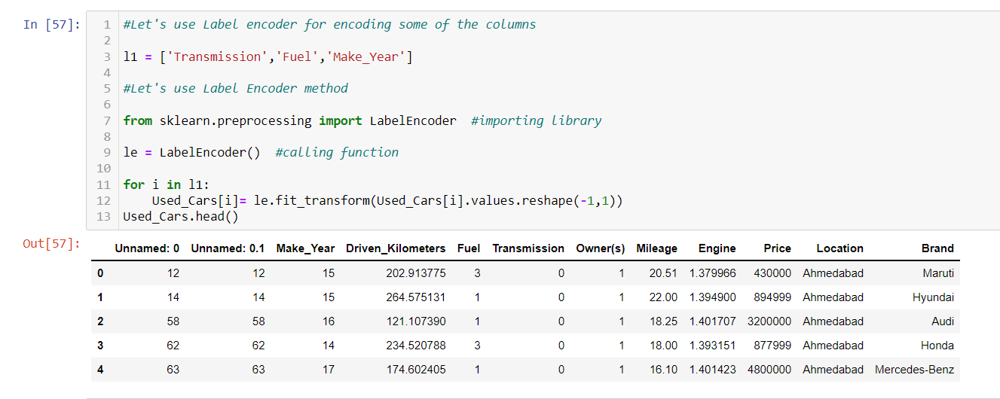 In [57]:
1 #Let's use Label encoder for encoding some of the columns
2
3 l1 = ['Transmission','Fuel','Make_Year']
4
5 #Let's use Label Encoder method
6
7 from sklearn.preprocessing import LabelEncoder  #importing library
8
9 le = LabelEncoder()  #calling function
10
11 for i in l1:
12     Used_Cars[i]= le.fit_transform(Used_Cars[i].values.reshape(-1,1))
13 Used_Cars.head()
Out[57]:
Unnamed: 0 Unnamed: 0.1 Make_Year Driven_Kilometers Fuel Transmission Owner(s) Mileage Engine Price Location Brand
0 12 12 15 202.913775 3 0 1 20.51 1.379966 430000 Ahmedabad Maruti
1 14 14 15 264.575131 1 0 1 22.00 1.394900 894999 Ahmedabad Hyundai
2 58 58 16 121.107390 1 0 1 18.25 1.401707 3200000 Ahmedabad Audi
3 62 62 14 234.520788 3 0 1 18.00 1.393151 877999 Ahmedabad Honda
4 63 63 17 174.602405 1 0 1 16.10 1.401423 4800000 Ahmedabad Mercedes-Benz